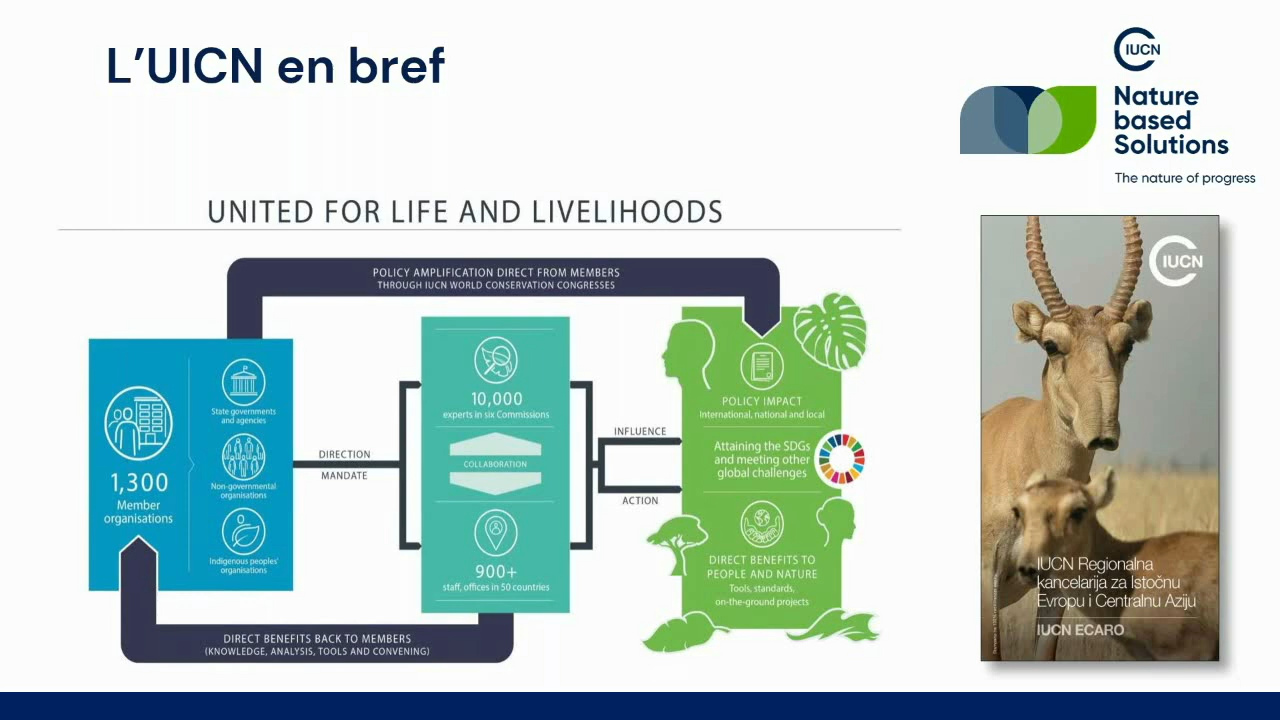 L’UICN en bref
IUCN
Nature
based
Solutions
The nature of progress
UNITED FOR LIFE AND LIVELIHOODS
POLICY AMPLIFICATION DIRECT FROM MEMBERS
THROUGH IUCN WORLD CONSERVATION CONGRESSES
1,300
Member
organisations
State governments
and agencies
Non-governmental
organisations
Indigenous peoples'
organisations
DIRECTION
MANDATE
10,000
experts in six Commissions
COLLABORATION
900+
staff, offices in 50 countries
INFLUENCE
ACTION
POLICY IMPACT
International, national and local
Attaining the SDGs
and meeting other
global challenges
DIRECT BENEFITS TO
PEOPLE AND NATURE
Tools, standards,
on-the-ground projects
DIRECT BENEFITS BACK TO MEMBERS
(KNOWLEDGE, ANALYSIS, TOOLS AND CONVENING)
IUCN
IUCN Regionalna
kancelarija za Istočnu
Evropu i Centralnu Aziju
IUCN ECARO